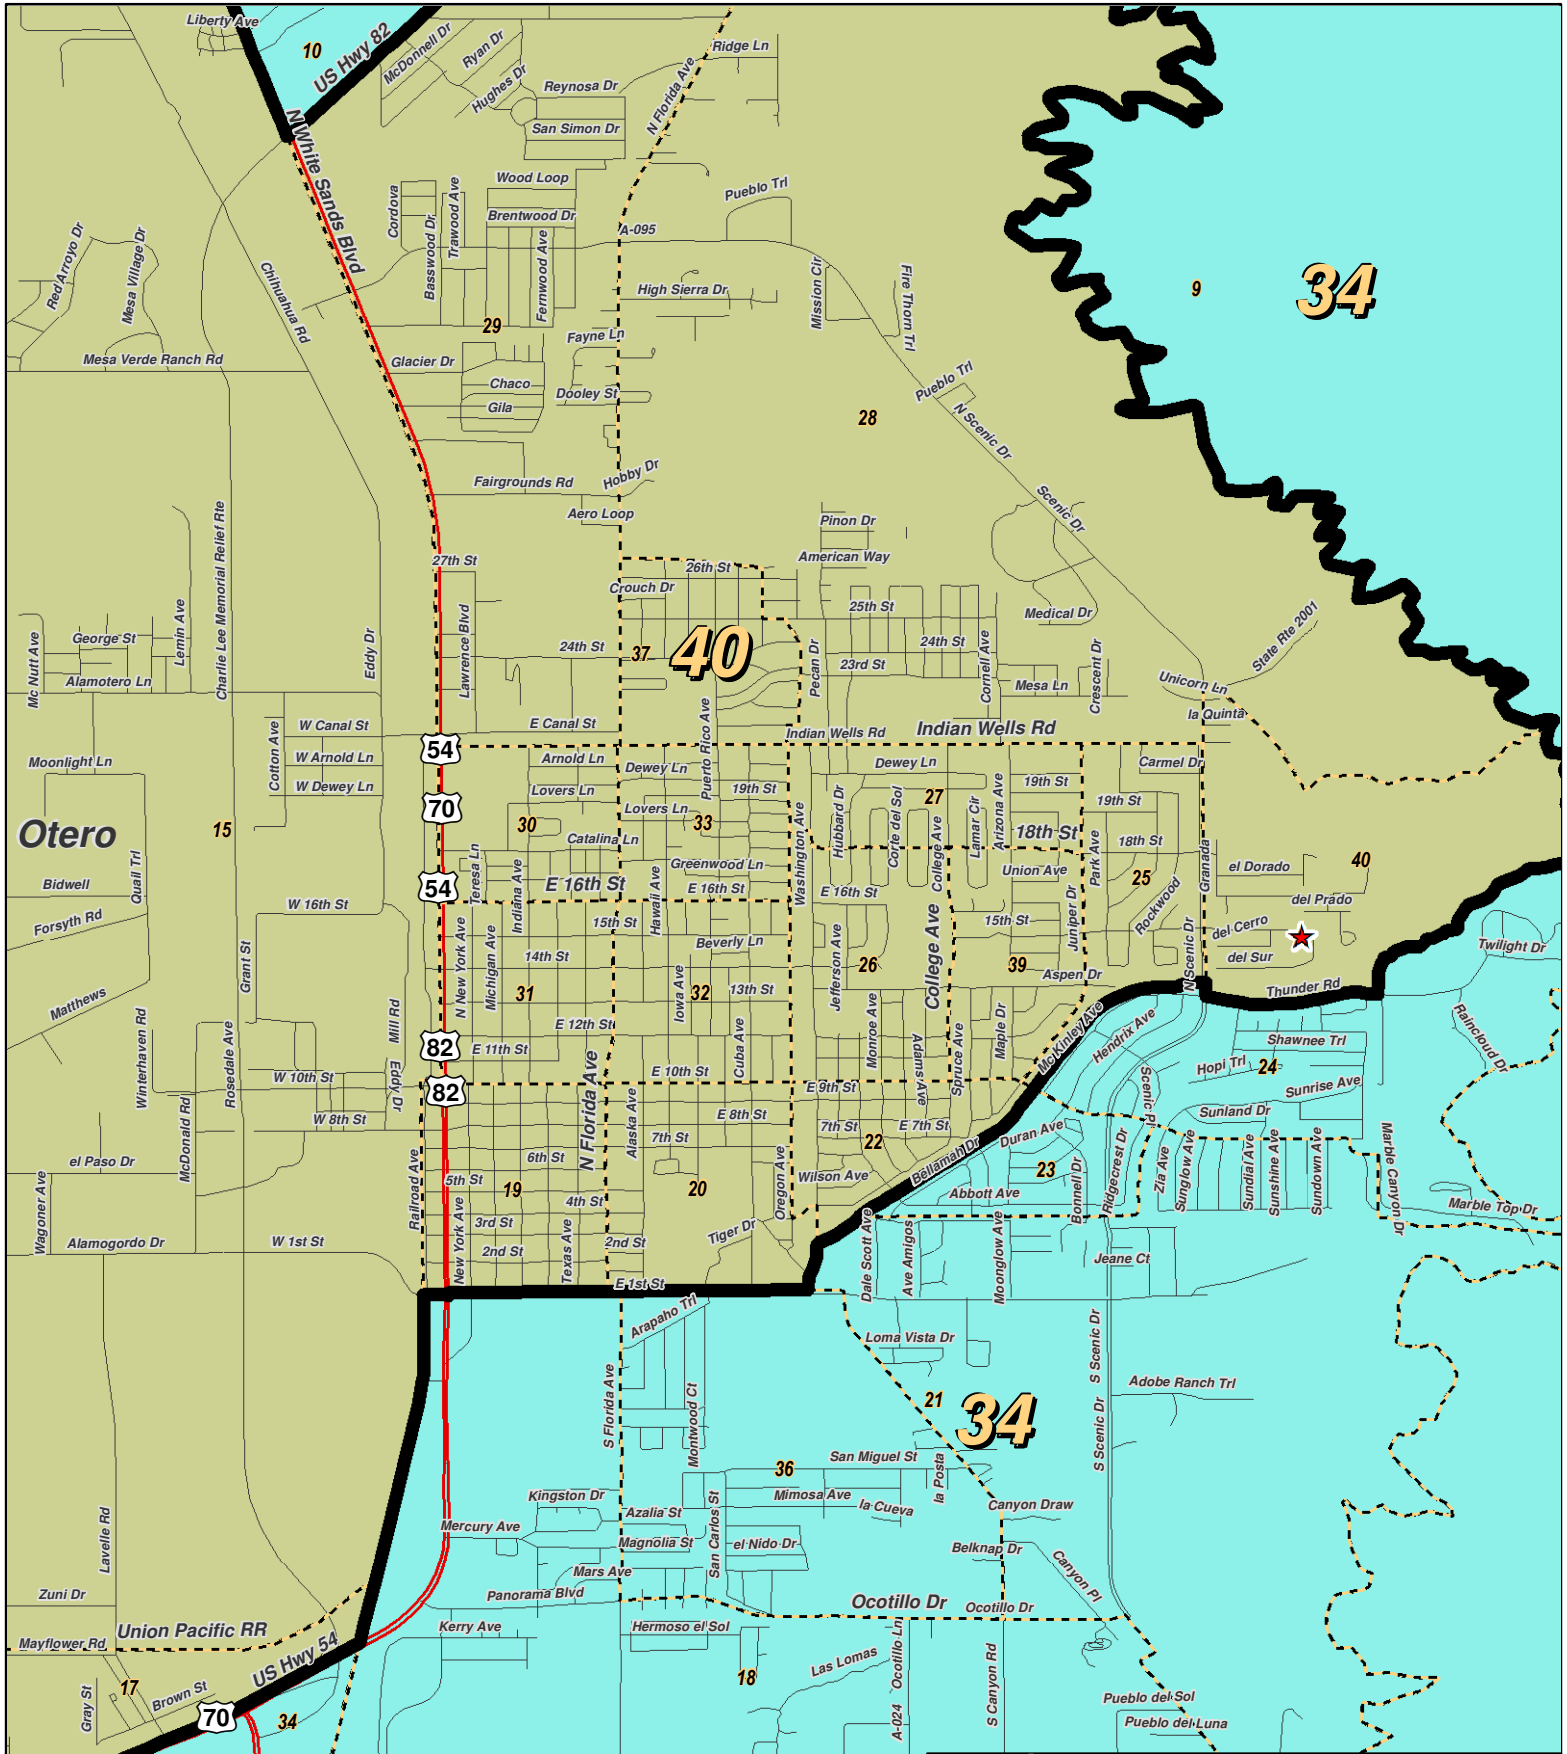 Liberty Ave
10
US Hwy 82
McDonnell Dr
Ryan Dr
Hughes Dr
Ridge Ln
Reynosa Dr
N Florida Ave
San Simon Dr
N White Sands Blvd
Wood Loop
Cordova
Trawood Ave
Basswood Dr
Brentwood Dr
Fernwood Ave
Pueblo Trl
A-095
Red Arroyo Dr
Mesa Village Dr
Chihuahua Rd
High Sierra Dr
Mission Cir
Fire Thorn Trl
9
34
29
Fayne Ln
Mesa Verde Ranch Rd
Glacier Dr
Chaco
Dooley St
Gila
Pueblo Trl
N Scenic Dr
28
Fairgrounds Rd
Hobby Dr
Aero Loop
Scenic Dr
Pinon Dr
American Way
Charlie Lee Memorial Relief Rte
27th St
26th St
Crouch Dr
25th St
Medical Dr
State Rte 2001
Mc Nutt Ave
George St
Lemin Ave
Eddy Dr
Lawrence Blvd
24th St
37
40
Pecan Dr
24th St
23rd St
Cornell Ave
Crescent Dr
Alamotero Ln
Mesa Ln
Unicorn Ln
la Quinta
W Canal St
E Canal St
Puerto Rico Ave
Indian Wells Rd
Indian Wells Rd
Cotton Ave
54
Moonlight Ln
W Arnold Ln
Arnold Ln
Dewey Ln
Dewey Ln
Carmel Dr
W Dewey Ln
Lovers Ln
19th St
19th St
70
Lovers Ln
27
19th St
Otero
15
30
33
Washington Ave
Hubbard Dr
Corte del Sol
College Ave
Lamar Cir
Arizona Ave
18th St
Park Ave
18th St
Catalina Ln
Greenwood Ln
Union Ave
25
Granada
el Dorado
40
Quail Trl
Bidwell
54
Teresa Ln
Indiana Ave
E 16th St
Hawaii Ave
E 16th St
E 16th St
Rockwood
del Prado
W 16th St
Forsyth Rd
N New York Ave
Michigan Ave
15th St
15th St
Juniper Dr
del Cerro
Beverly Ln
14th St
Jefferson Ave
26
College Ave
39
Aspen Dr
N Scenic Dr
del Sur
Twilight Dr
Grant St
Matthews
31
Iowa Ave
32
13th St
Thunder Rd
Mill Rd
E 12th St
Monroe Ave
Maple Dr
Mc Kinley Ave
Hendrix Ave
Raincloud Dr
Winterhaven Rd
Rosedale Ave
82
E 11th St
Cuba Ave
Adams Ave
Spruce Ave
Shawnee Trl
Hopi Trl
24
W 10th St
E 10th St
82
E 9th St
Sunrise Ave
Eddy Dr
N Florida Ave
Alaska Ave
Scenic Pl
Sunland Dr
McDonald Rd
W 8th St
E 8th St
7th St
7th St
22
E 7th St
Duran Ave
Bellamah Dr
Ridgecrest Dr
Zia Ave
Sunglow Ave
Sundial Ave
Sunshine Ave
Sundown Ave
Marble Canyon Dr
el Paso Dr
6th St
5th St
Wilson Ave
23
Bonnell Dr
Railroad Ave
19
20
Oregon Ave
Abbott Ave
Marble Top Dr
Wagoner Ave
New York Ave
4th St
3rd St
Texas Ave
Tiger Dr
Dale Scott Ave
Ave Amigos
Moonglow Ave
Alamogordo Dr
W 1st St
2nd St
2nd St
Jeane Ct
E 1st St
Arapaho Trl
Loma Vista Dr
S Scenic Dr
S Florida Ave
Montwood Ct
21
34
Adobe Ranch Trl
S Scenic Dr
San Miguel St
36
la Posta
Mimosa Ave
la Cueva
Kingston Dr
San Carlos St
Azalia St
Canyon Draw
Mercury Ave
Magnolia St
el Nido Dr
Belknap Dr
Canyon Pl
Lavelle Rd
Mars Ave
Zuni Dr
Panorama Blvd
Ocotillo Dr
Ocotillo Dr
Union Pacific RR
Mayflower Rd
Kerry Ave
Hermoso el Sol
US Hwy 54
Ocotillo Ln
Las Lomas
18
S Canyon Rd
17
Gray St
Brown St
70
34
A-024
Pueblo del Sol
Pueblo del Luna